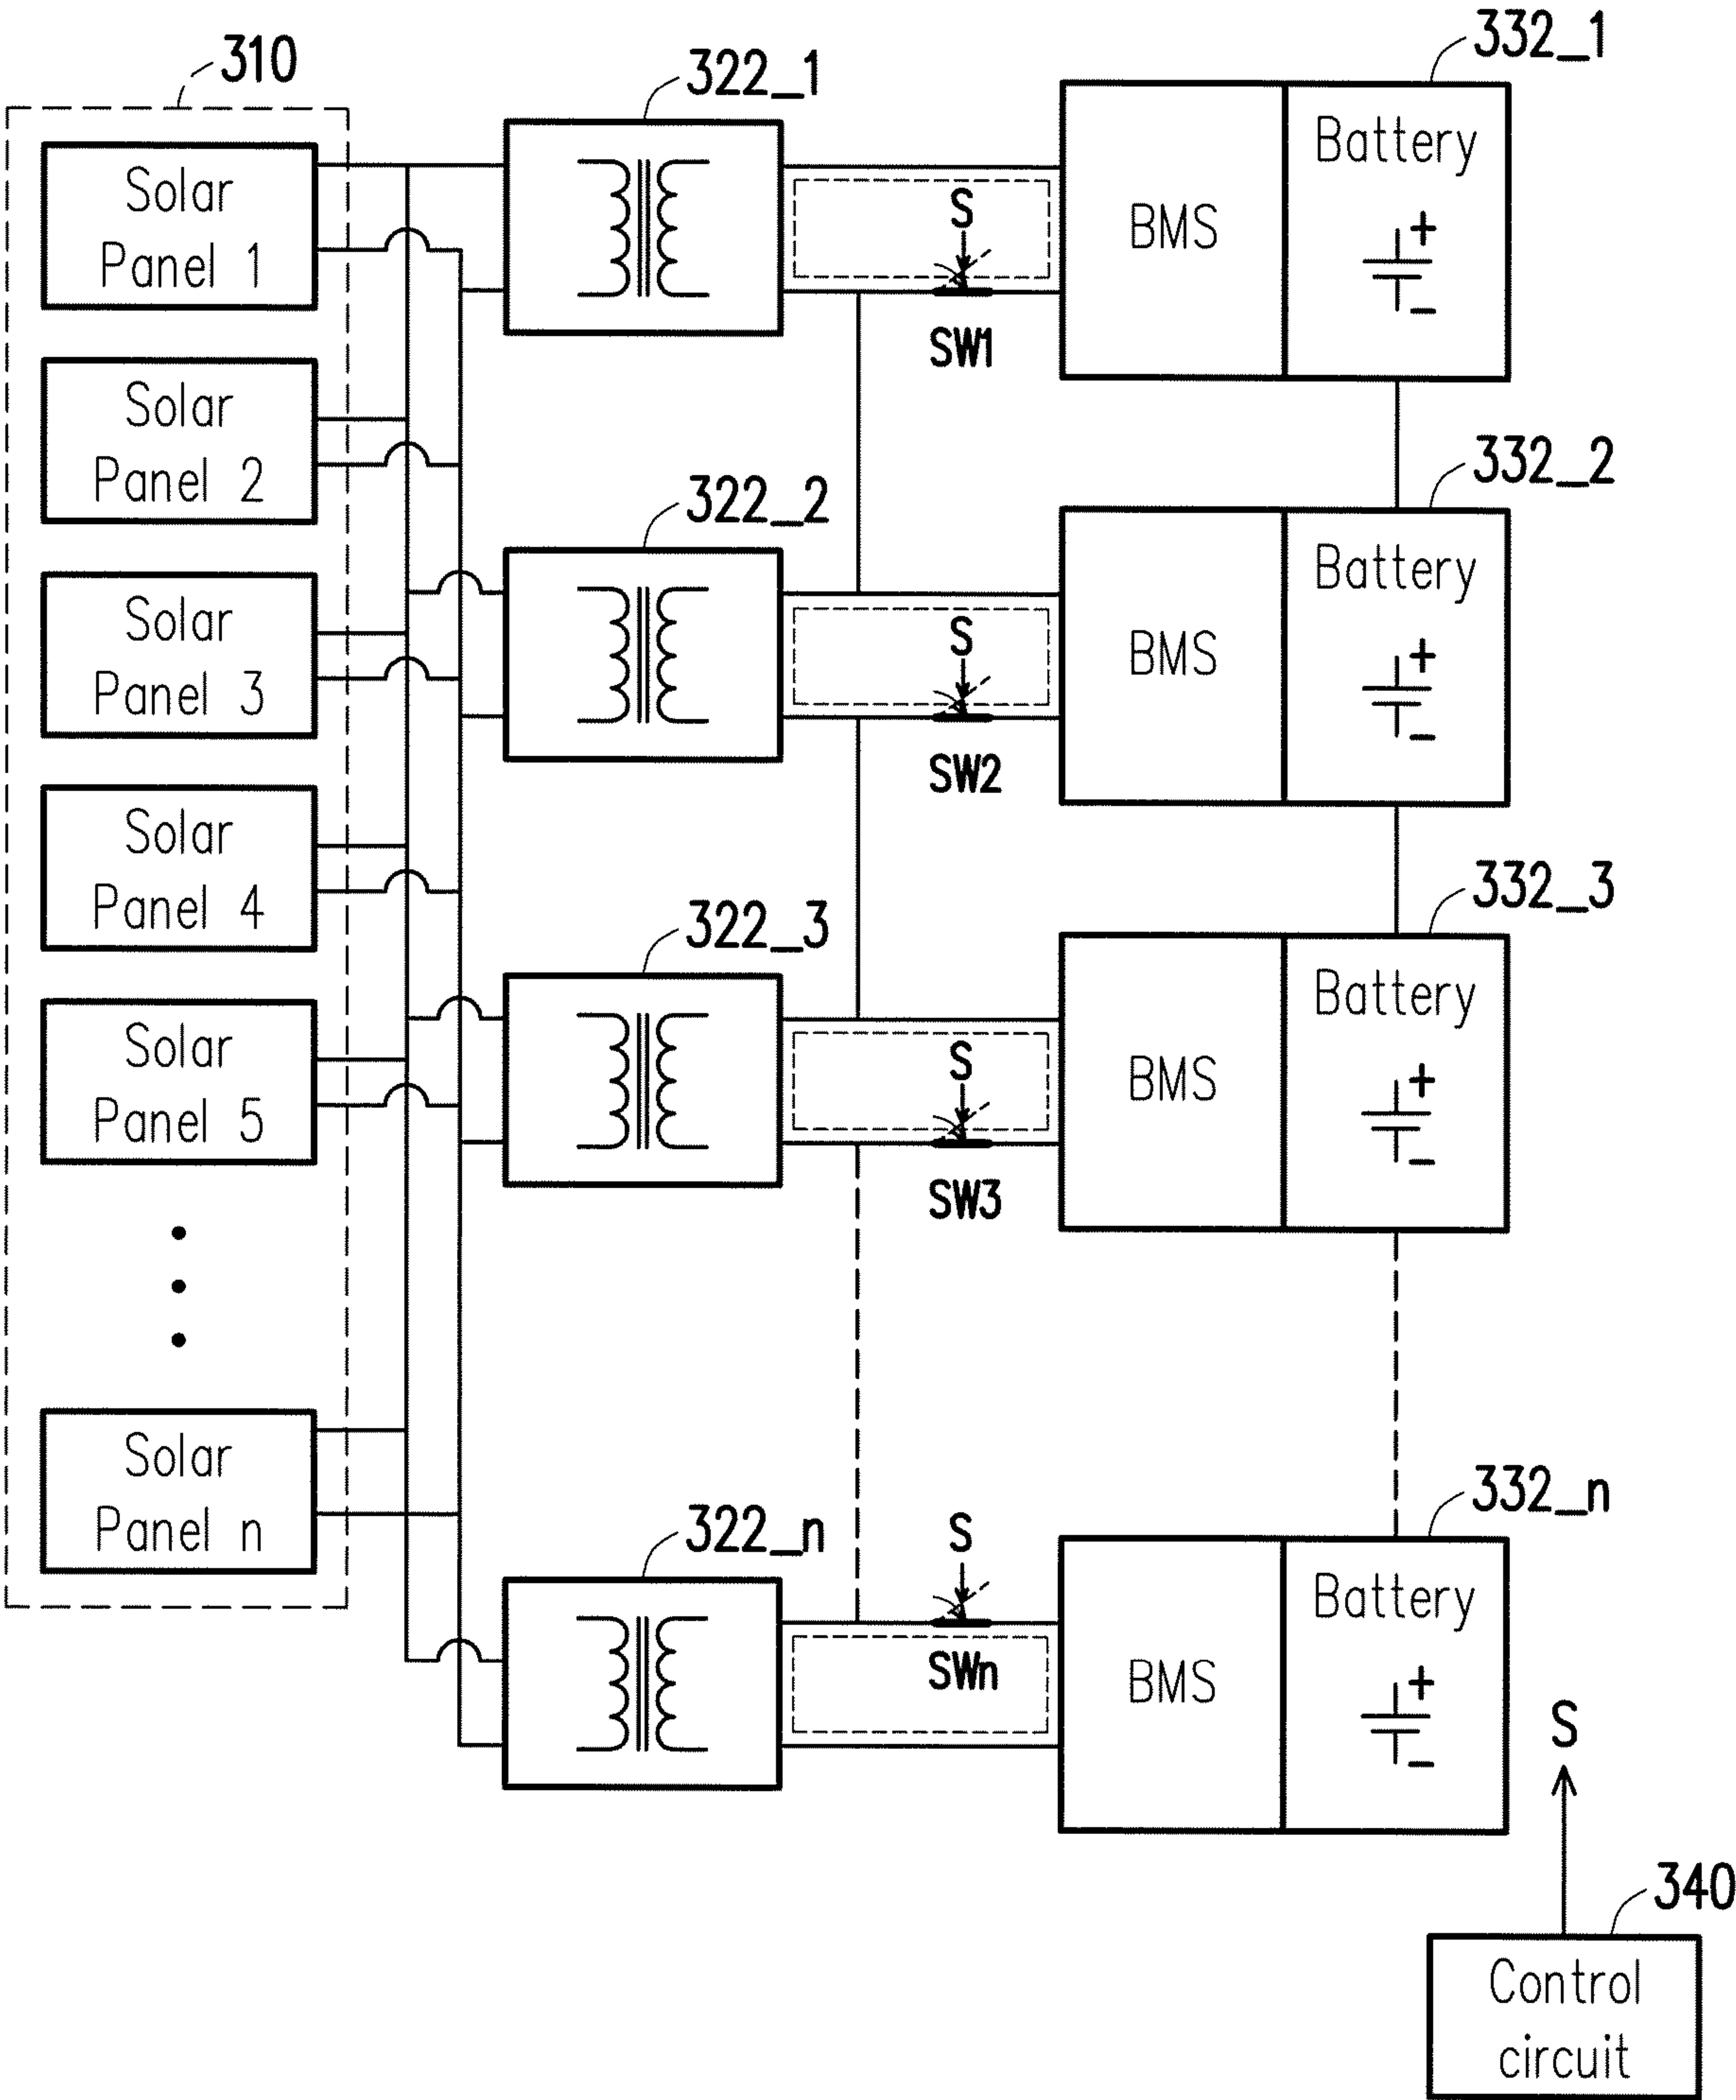 310
Solar
Panel 1
Solar
Panel 2
Solar
Panel 3
Solar
Panel 4
Solar
Panel 5
Solar
Panel n
322_1
S
SW1
BMS
Battery
+
−
332_1
322_2
S
SW2
BMS
Battery
+
−
332_2
322_3
S
SW3
BMS
Battery
+
−
332_3
322_n
S
SWn
BMS
Battery
+
−
332_n
S
340
Control
circuit